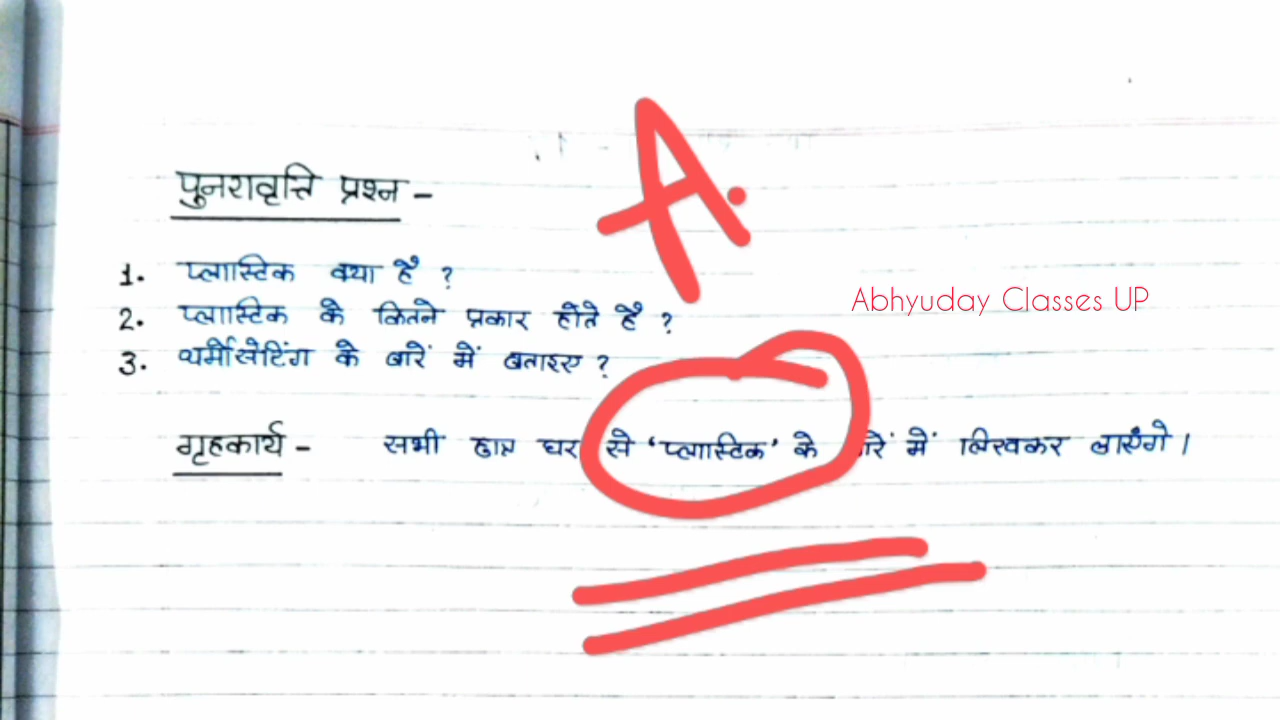 पुनरावृत्ति प्रश्न -
1. प्लास्टिक क्या है ?
2. प्लास्टिक के कितने प्रकार होते है ?
3. थर्मोसेटिंग के बारें में बताइए ?
गृहकार्य - सभी छात्र घर से 'प्लास्टिक' के बारें में लिखकर लाएँगे ।
A.
Abhyuday Classes UP